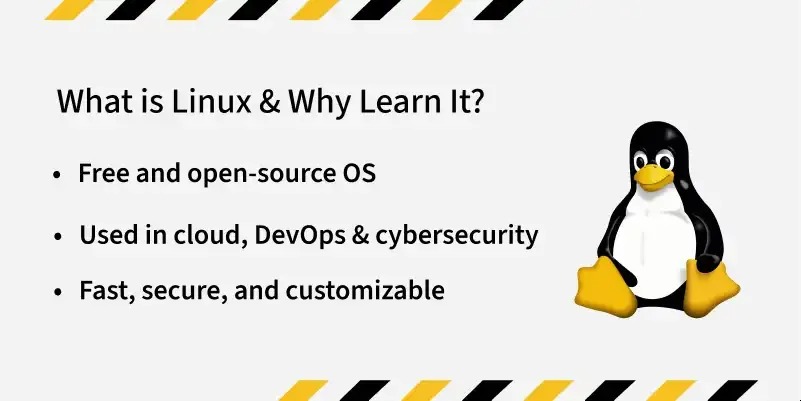 What is Linux & Why Learn It?
• Free and open-source OS
• Used in cloud, DevOps & cybersecurity
• Fast, secure, and customizable